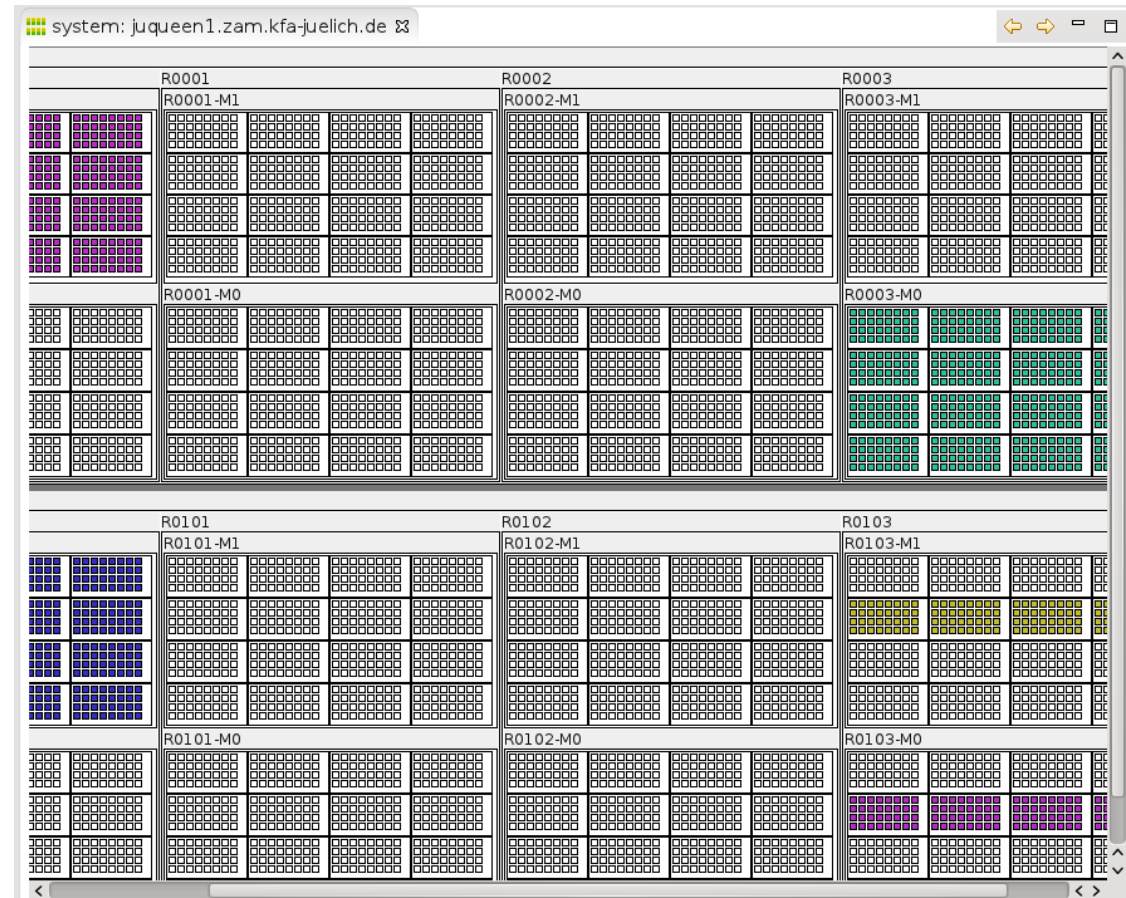 system: juqueen1.zam.kfa-juelich.de
R0001 R0002 R0003
R0001-M1 R0002-M1 R0003-M1
R0001-M0 R0002-M0 R0003-M0
R0101 R0102 R0103
R0101-M1 R0102-M1 R0103-M1
R0101-M0 R0102-M0 R0103-M0